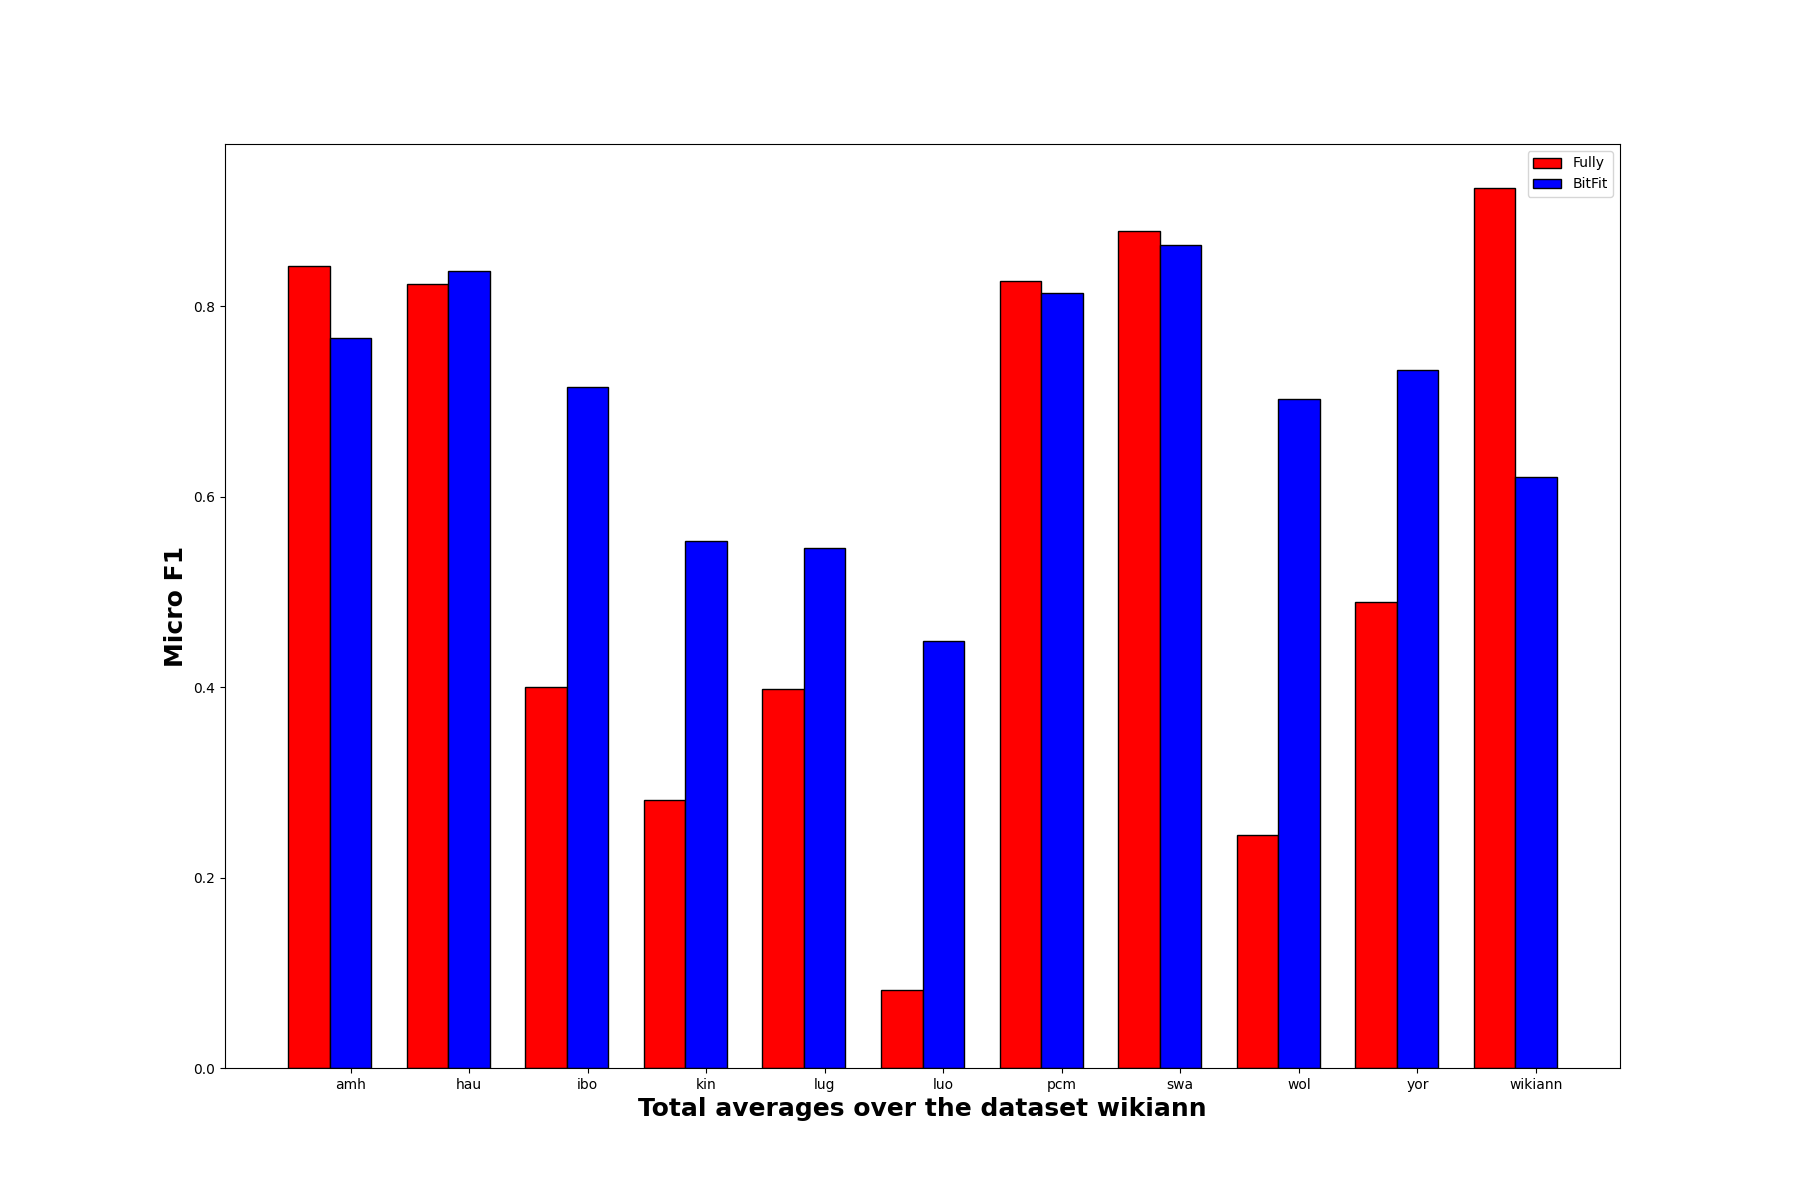 Fully
BitFit
0.8
0.6
0.4
0.2
0.0
Micro F1
amh hau ibo kin lug luo pcm swa wol yor wikiann
Total averages over the dataset wikiann